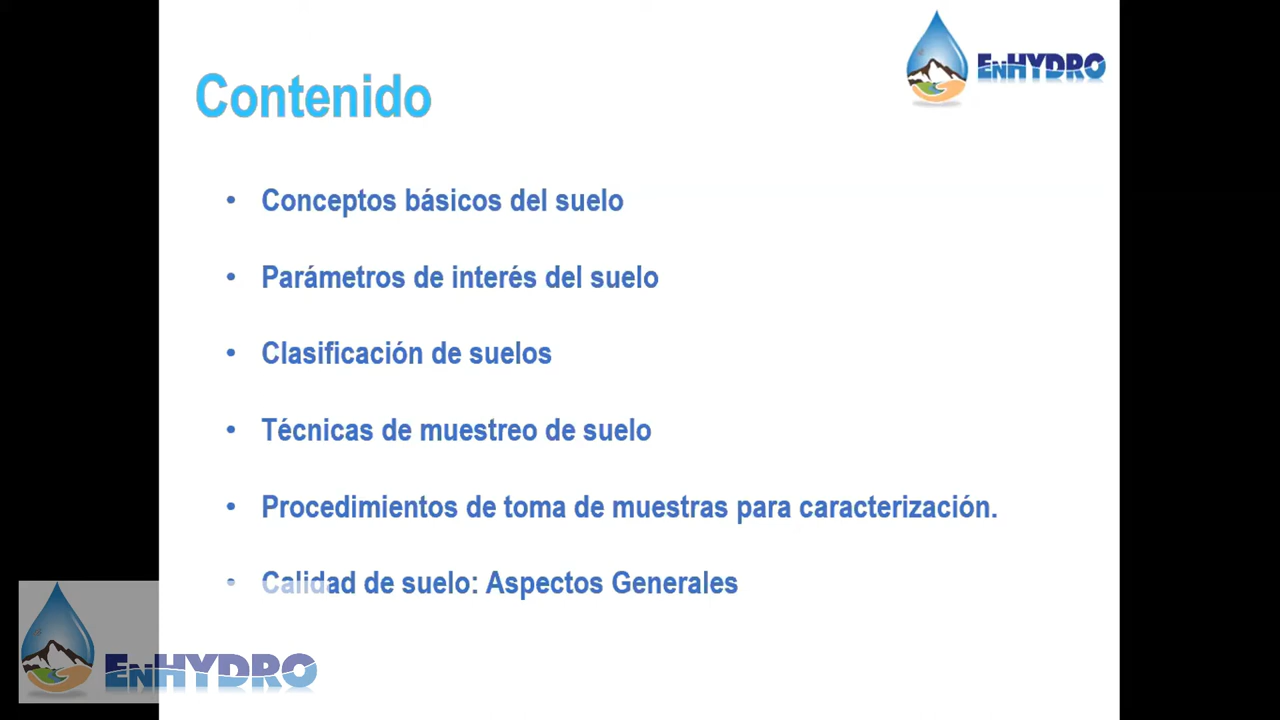 EnHYDRO
Contenido
• Conceptos básicos del suelo
• Parámetros de interés del suelo
• Clasificación de suelos
• Técnicas de muestreo de suelo
• Procedimientos de toma de muestras para caracterización.
• Calidad de suelo: Aspectos Generales
EnHYDRO